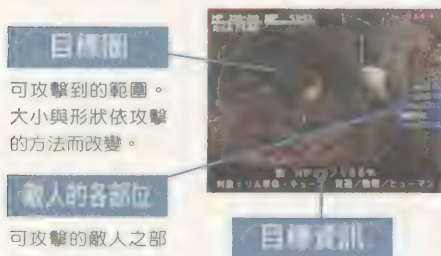 目標圈
可攻擊到的範圍。
大小與形狀依攻擊
的方法而改變。
敵人的各部位
可攻擊的敵人之部
目標資訊